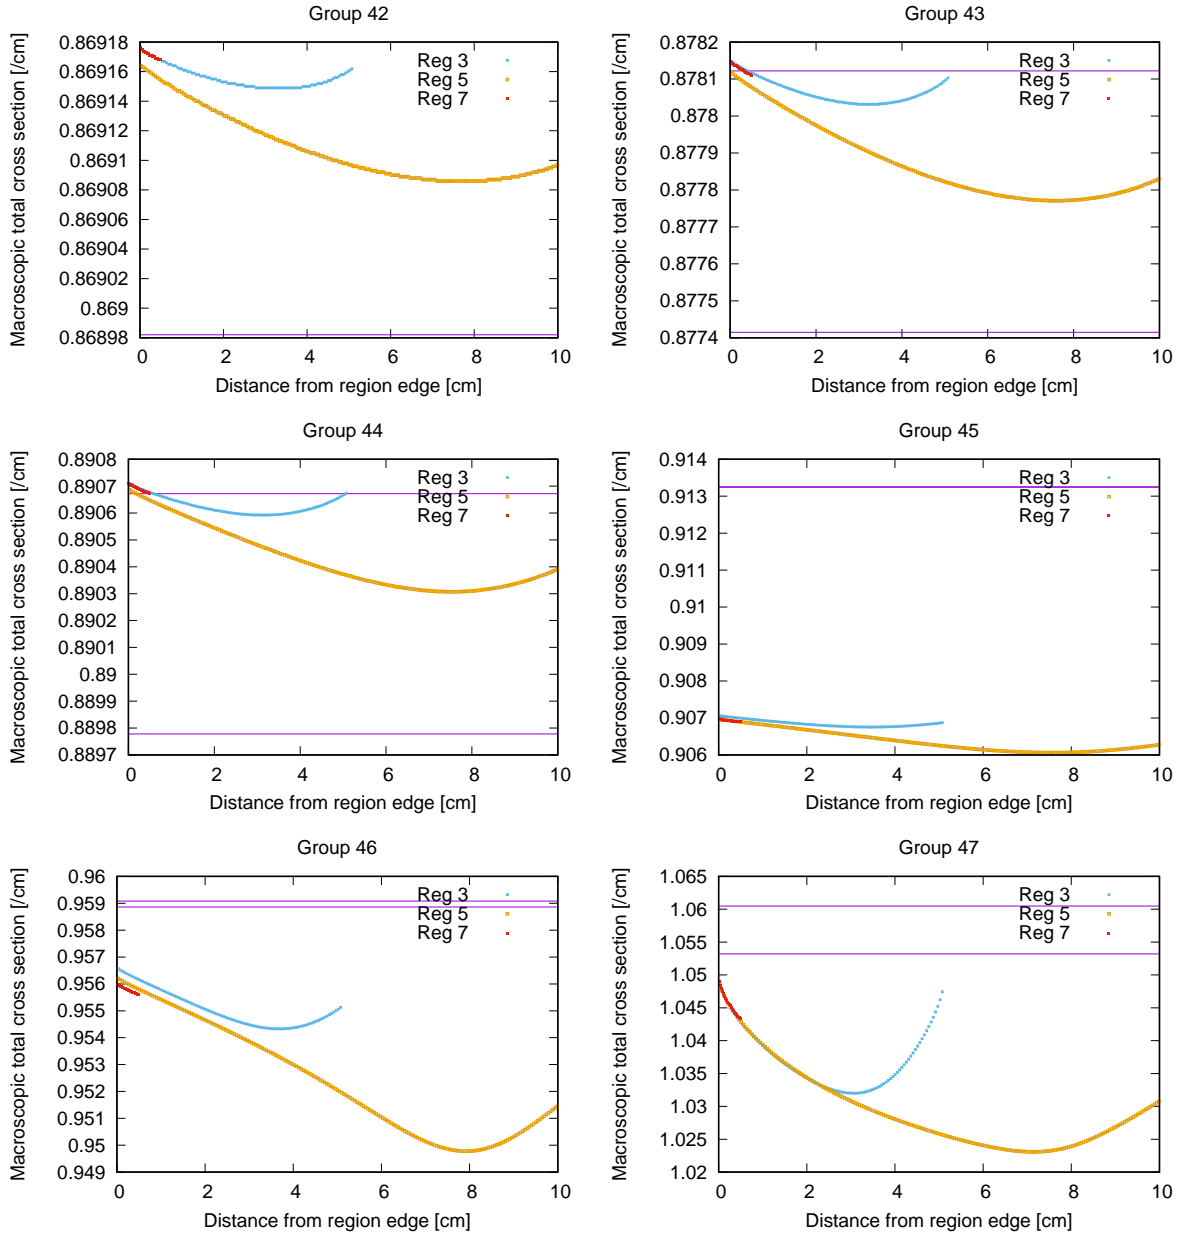 Group 42
Macroscopic total cross section [/cm]
0.86918
0.86916
0.86914
0.86912
0.8691
0.86908
0.86906
0.86904
0.86902
0.869
0.86898
0 2 4 6 8 10
Distance from region edge [cm]
Reg 3
Reg 5
Reg 7
Group 43
Macroscopic total cross section [/cm]
0.8782
0.8781
0.878
0.8779
0.8778
0.8777
0.8776
0.8775
0.8774
0 2 4 6 8 10
Distance from region edge [cm]
Reg 3
Reg 5
Reg 7
Group 44
Macroscopic total cross section [/cm]
0.8908
0.8907
0.8906
0.8905
0.8904
0.8903
0.8902
0.8901
0.89
0.8899
0.8898
0.8897
0 2 4 6 8 10
Distance from region edge [cm]
Reg 3
Reg 5
Reg 7
Group 45
Macroscopic total cross section [/cm]
0.914
0.913
0.912
0.911
0.91
0.909
0.908
0.907
0.906
0 2 4 6 8 10
Distance from region edge [cm]
Reg 3
Reg 5
Reg 7
Group 46
Macroscopic total cross section [/cm]
0.96
0.959
0.958
0.957
0.956
0.955
0.954
0.953
0.952
0.951
0.95
0.949
0 2 4 6 8 10
Distance from region edge [cm]
Reg 3
Reg 5
Reg 7
Group 47
Macroscopic total cross section [/cm]
1.065
1.06
1.055
1.05
1.045
1.04
1.035
1.03
1.025
1.02
0 2 4 6 8 10
Distance from region edge [cm]
Reg 3
Reg 5
Reg 7